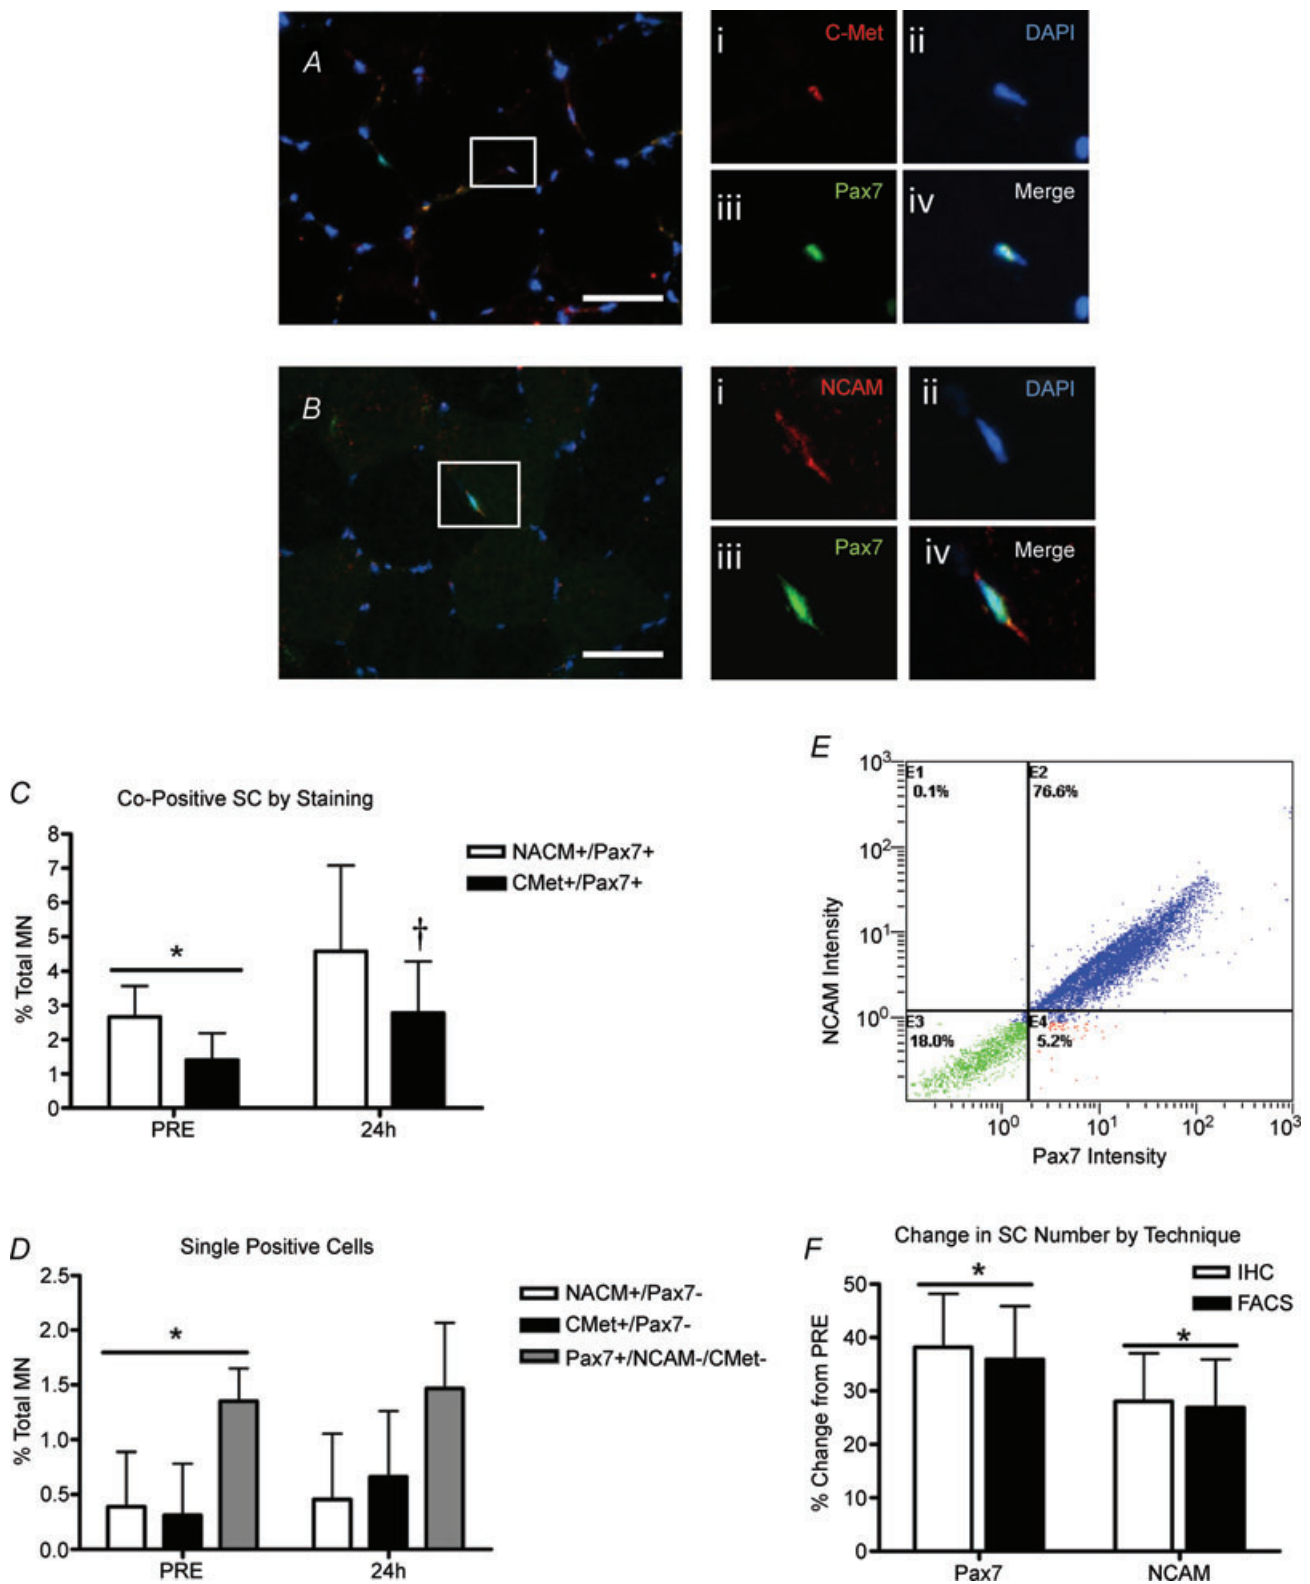 A
i C-Met
ii DAPI
iii Pax7
iv Merge
B
i NCAM
ii DAPI
iii Pax7
iv Merge
C
Co-Positive SC by Staining
% Total MN
8
7
6
5
4
3
2
1
0
*
†
NACM+/Pax7+
CMet+/Pax7+
PRE 24h
D
Single Positive Cells
% Total MN
2.5
2.0
1.5
1.0
0.5
0.0
*
NACM+/Pax7-
CMet+/Pax7-
Pax7+/NCAM-/CMet-
PRE 24h
E
NCAM Intensity
10³
10²
10¹
10⁰
E1
0.1%
E2
76.6%
E3
18.0%
E4
5.2%
10⁰ 10¹ 10² 10³
Pax7 Intensity
F
Change in SC Number by Technique
% Change from PRE
50
40
30
20
10
0
*
*
IHC
FACS
Pax7 NCAM